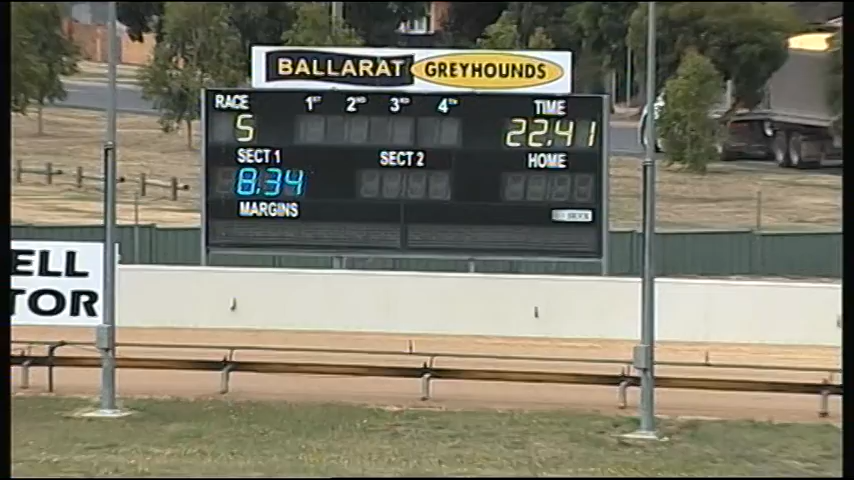 BALLARAT GREYHOUNDS
RACE 1ST 2ND 3RD 4TH TIME
5 22.41
SECT 1 SECT 2 HOME
8.34
MARGINS
ELL
TOR